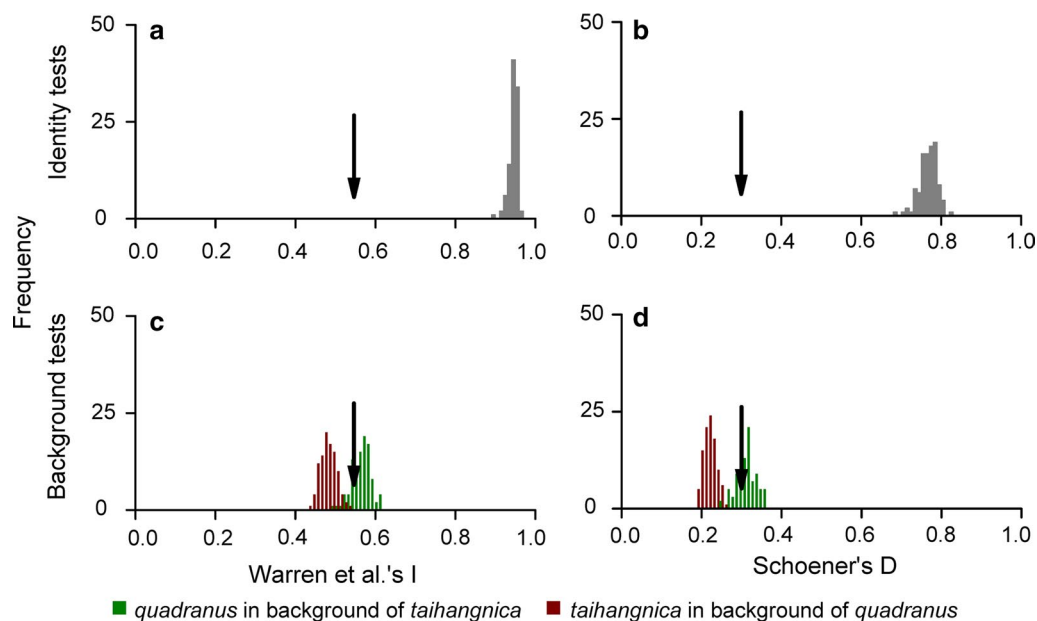 a
50
25
0
0.0 0.2 0.4 0.6 0.8 1.0
Identity tests
b
50
25
0
0.0 0.2 0.4 0.6 0.8 1.0
Frequency
c
50
25
0
0.0 0.2 0.4 0.6 0.8 1.0
Background tests
Warren et al.'s I
d
50
25
0
0.0 0.2 0.4 0.6 0.8 1.0
Schoener's D
quadranus in background of taihangnica
taihangnica in background of quadranus